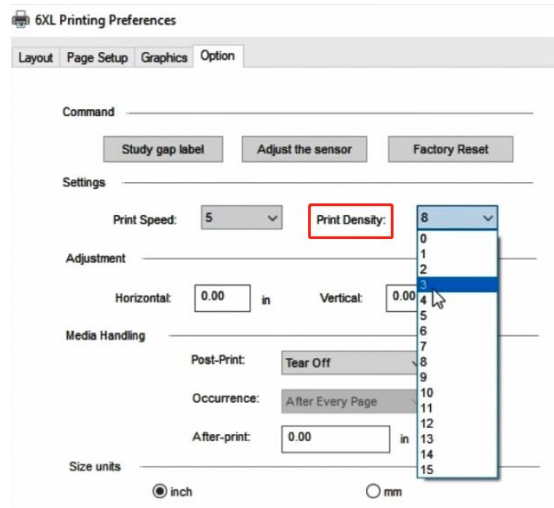 6XL Printing Preferences
Layout Page Setup Graphics Option
Command
Study gap label Adjust the sensor Factory Reset
Settings
Print Speed: 5 Print Density: 8
0
1
2
3
4
5
6
7
8
9
10
11
12
13
14
15
Adjustment
Horizontal: 0.00 in Vertical: 0.00
Media Handling
Post-Print: Tear Off
Occurrence: After Every Page
After-print: 0.00 in
Size units
inch mm